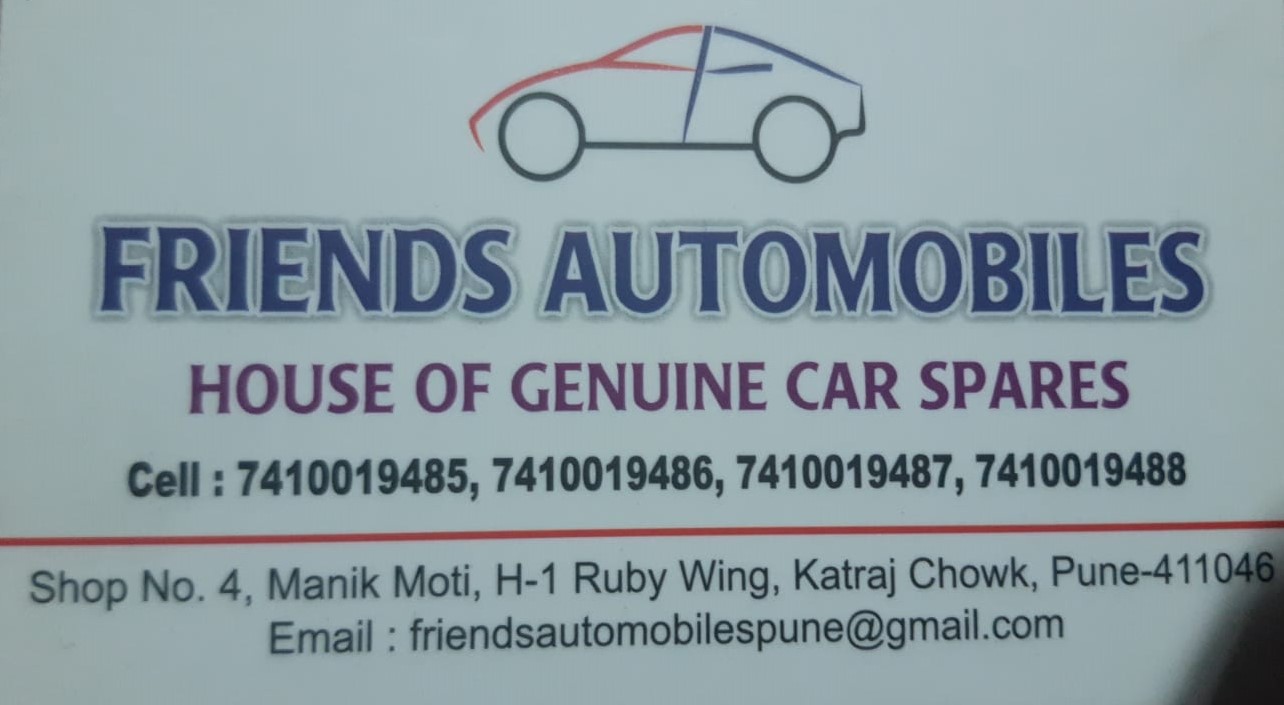 FRIENDS AUTOMOBILES
HOUSE OF GENUINE CAR SPARES
Cell : 7410019485, 7410019486, 7410019487, 7410019488
Shop No. 4, Manik Moti, H-1 Ruby Wing, Katraj Chowk, Pune-411046
Email : friendsautomobilespune@gmail.com